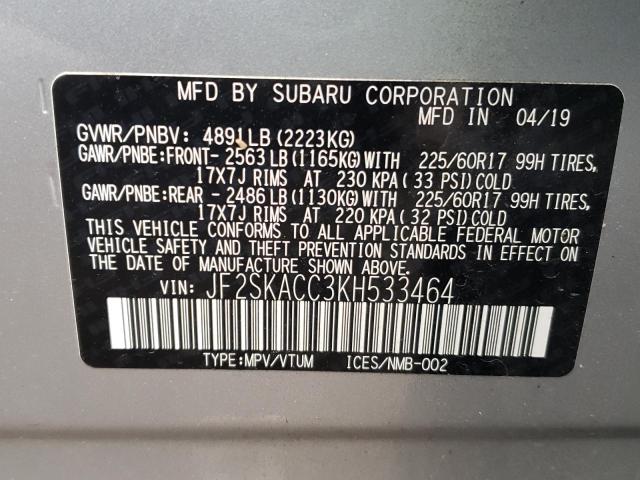 MFD BY SUBARU CORPORATION
MFD IN 04/19
GVWR/PNBV: 4891LB(2223KG)
GAWR/PNBE:FRONT- 2563LB(1165KG)WITH 225/60R17 99H TIRES,
17X7J RIMS AT 230 KPA( 33 PSI)COLD
GAWR/PNBE:REAR - 2486LB(1130KG)WITH 225/60R17 99H TIRES,
17X7J RIMS AT 220 KPA( 32 PSI)COLD
THIS VEHICLE CONFORMS TO ALL APPLICABLE FEDERAL MOTOR
VEHICLE SAFETY AND THEFT PREVENTION STANDARDS IN EFFECT ON
THE DATE OF MANUFACTURE SHOWN ABOVE.
VIN: JF2SKACC3KH533464
TYPE:MPV/VTUM ICES/NMB-002